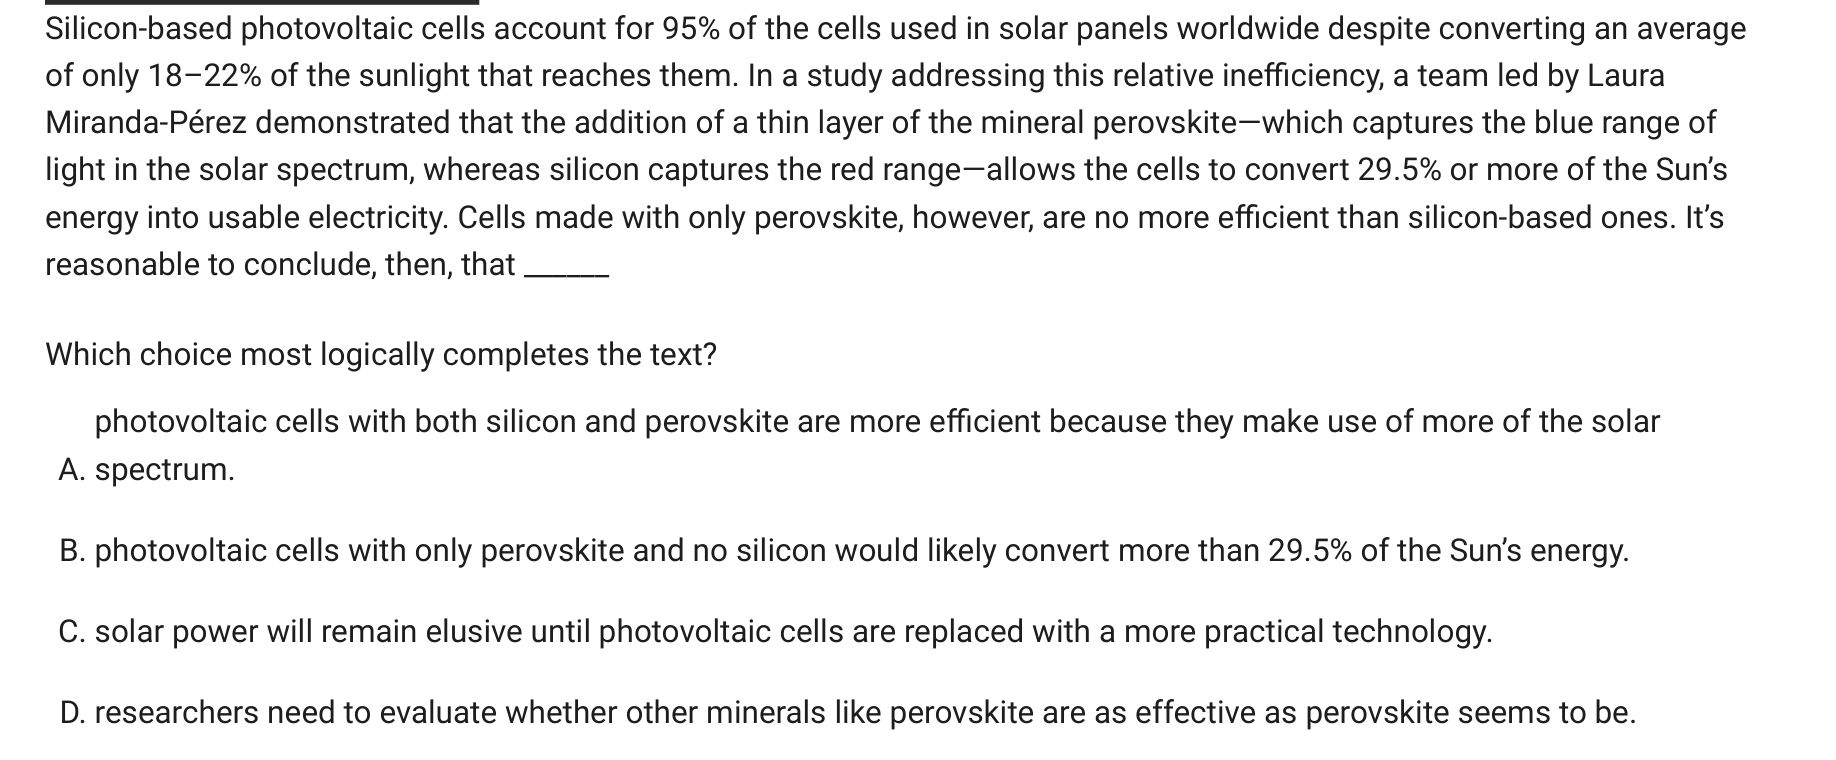 Silicon-based photovoltaic cells account for 95% of the cells used in solar panels worldwide despite converting an average
of only 18–22% of the sunlight that reaches them. In a study addressing this relative inefficiency, a team led by Laura
Miranda-Pérez demonstrated that the addition of a thin layer of the mineral perovskite—which captures the blue range of
light in the solar spectrum, whereas silicon captures the red range—allows the cells to convert 29.5% or more of the Sun’s
energy into usable electricity. Cells made with only perovskite, however, are no more efficient than silicon-based ones. It’s
reasonable to conclude, then, that ______
Which choice most logically completes the text?
photovoltaic cells with both silicon and perovskite are more efficient because they make use of more of the solar
A. spectrum.
B. photovoltaic cells with only perovskite and no silicon would likely convert more than 29.5% of the Sun’s energy.
C. solar power will remain elusive until photovoltaic cells are replaced with a more practical technology.
D. researchers need to evaluate whether other minerals like perovskite are as effective as perovskite seems to be.